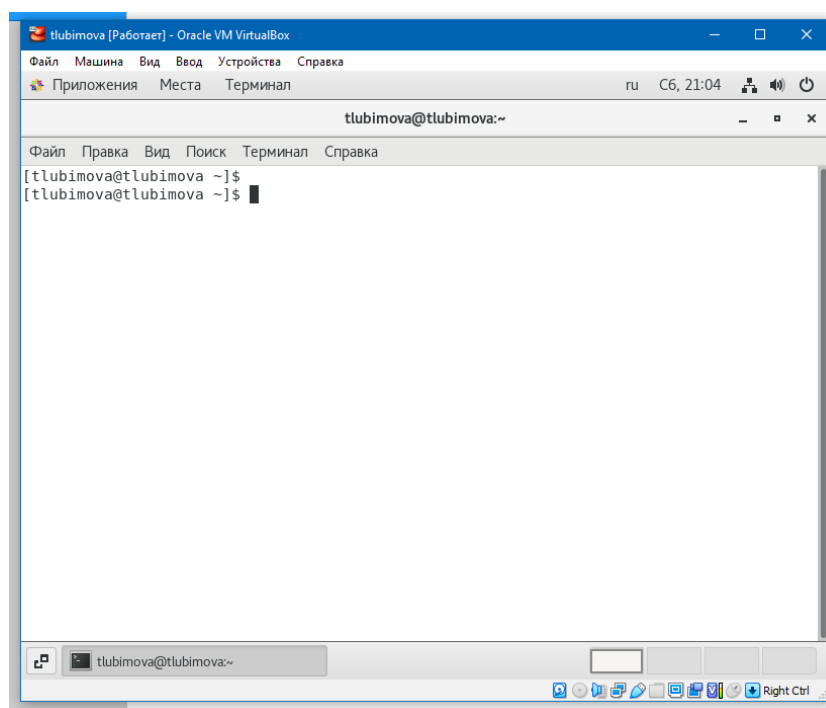 tlubimova [Работает] - Oracle VM VirtualBox
Файл Машина Вид Ввод Устройства Справка
Приложения Места Терминал ru Сб, 21:04
tlubimova@tlubimova:~
Файл Правка Вид Поиск Терминал Справка
[tlubimova@tlubimova ~]$
[tlubimova@tlubimova ~]$
tlubimova@tlubimova:~
Right Ctrl